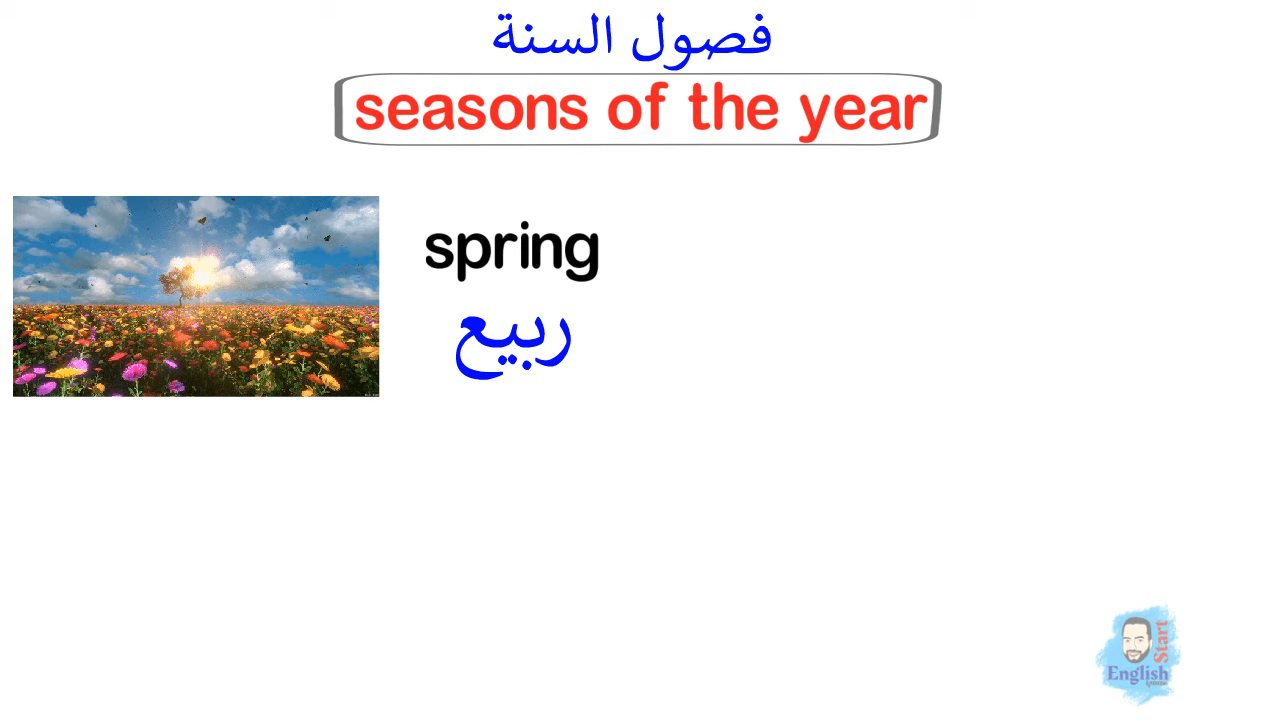 فصول السنة
seasons of the year
spring
ربيع
Start
English